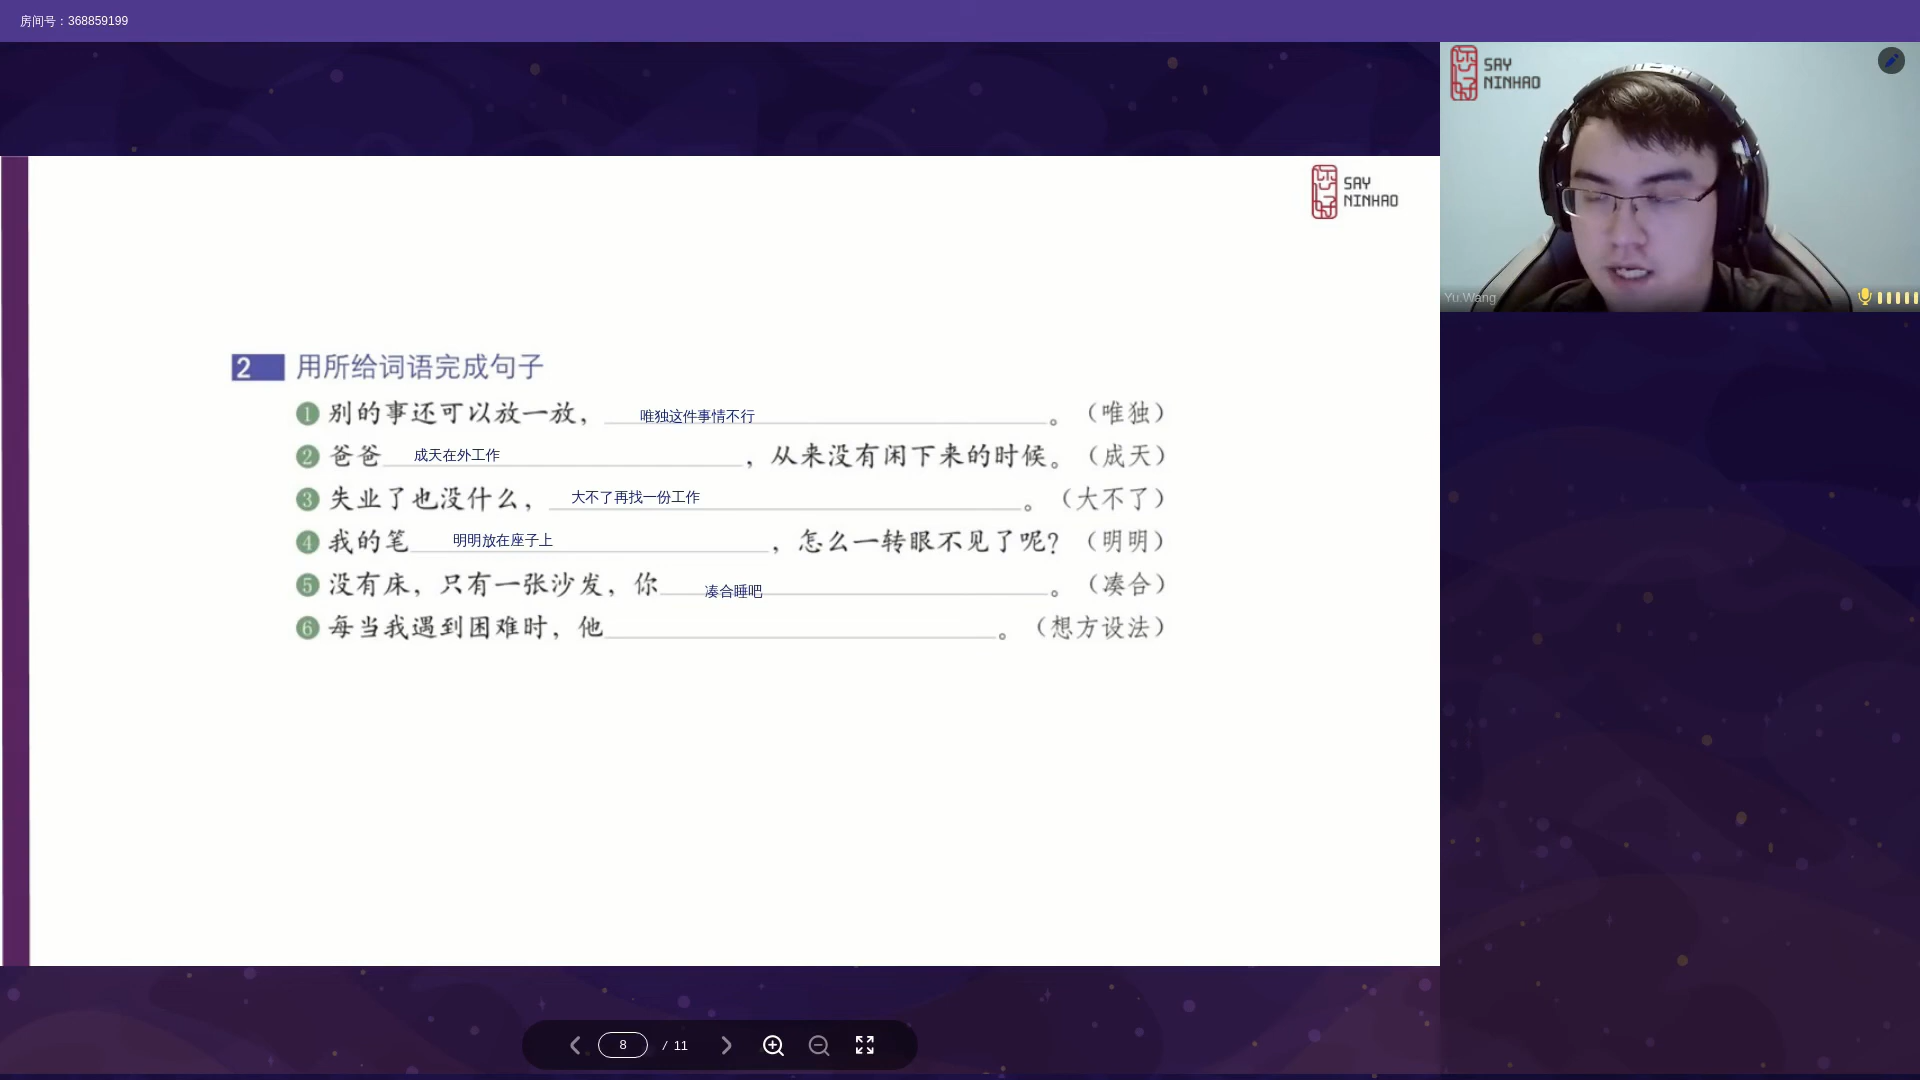 房间号：368859199
SAY
NINHAO
SAY
NINHAO
Yu.Wang
2 用所给词语完成句子
1 别的事还可以放一放，唯独这件事情不行。（唯独）
2 爸爸成天在外工作，从来没有闲下来的时候。（成天）
3 失业了也没什么，大不了再找一份工作。（大不了）
4 我的笔明明放在座子上，怎么一转眼不见了呢？（明明）
5 没有床，只有一张沙发，你凑合睡吧。（凑合）
6 每当我遇到困难时，他。（想方设法）
8 / 11